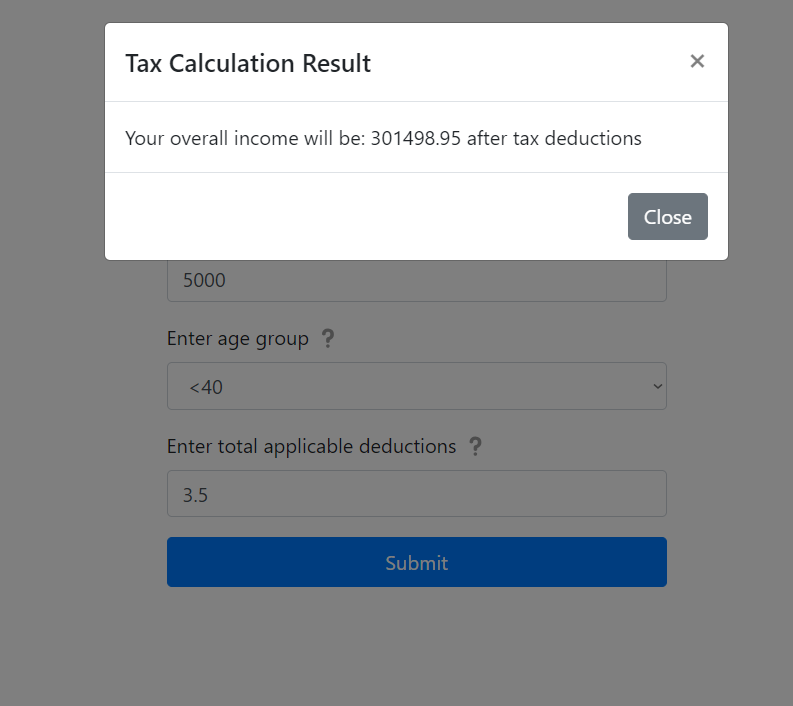 Tax Calculation Result ×
Your overall income will be: 301498.95 after tax deductions
Close
5000
Enter age group ?
<40
Enter total applicable deductions ?
3.5
Submit